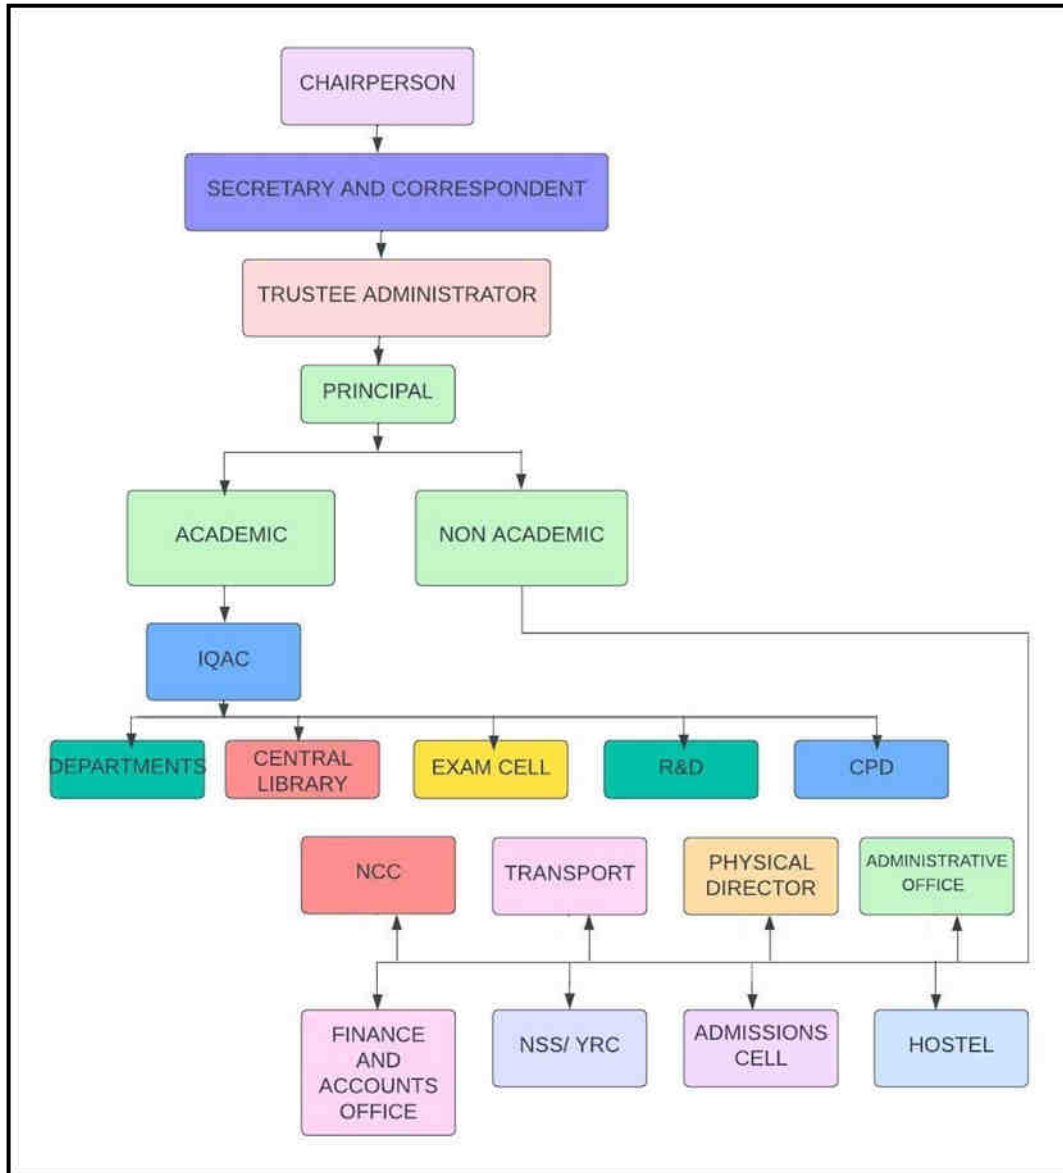 CHAIRPERSON
SECRETARY AND CORRESPONDENT
TRUSTEE ADMINISTRATOR
PRINCIPAL
ACADEMIC
NON ACADEMIC
IQAC
DEPARTMENTS
CENTRAL
LIBRARY
EXAM CELL
R&D
CPD
NCC
TRANSPORT
PHYSICAL
DIRECTOR
ADMINISTRATIVE
OFFICE
FINANCE
AND
ACCOUNTS
OFFICE
NSS/ YRC
ADMISSIONS
CELL
HOSTEL